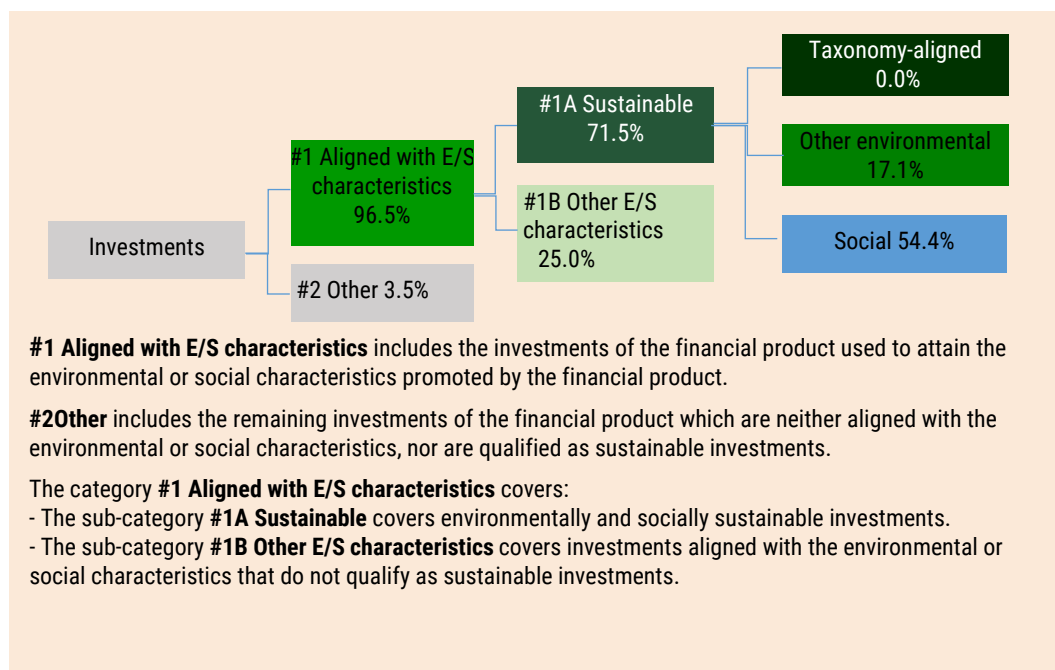 Taxonomy-aligned
0.0%
#1A Sustainable
71.5%
Other environmental
17.1%
#1 Aligned with E/S
characteristics
96.5%
#1B Other E/S
characteristics
25.0%
Social 54.4%
Investments
#2 Other 3.5%
#1 Aligned with E/S characteristics includes the investments of the financial product used to attain the
environmental or social characteristics promoted by the financial product.
#2Other includes the remaining investments of the financial product which are neither aligned with the
environmental or social characteristics, nor are qualified as sustainable investments.
The category #1 Aligned with E/S characteristics covers:
- The sub-category #1A Sustainable covers environmentally and socially sustainable investments.
- The sub-category #1B Other E/S characteristics covers investments aligned with the environmental or
social characteristics that do not qualify as sustainable investments.